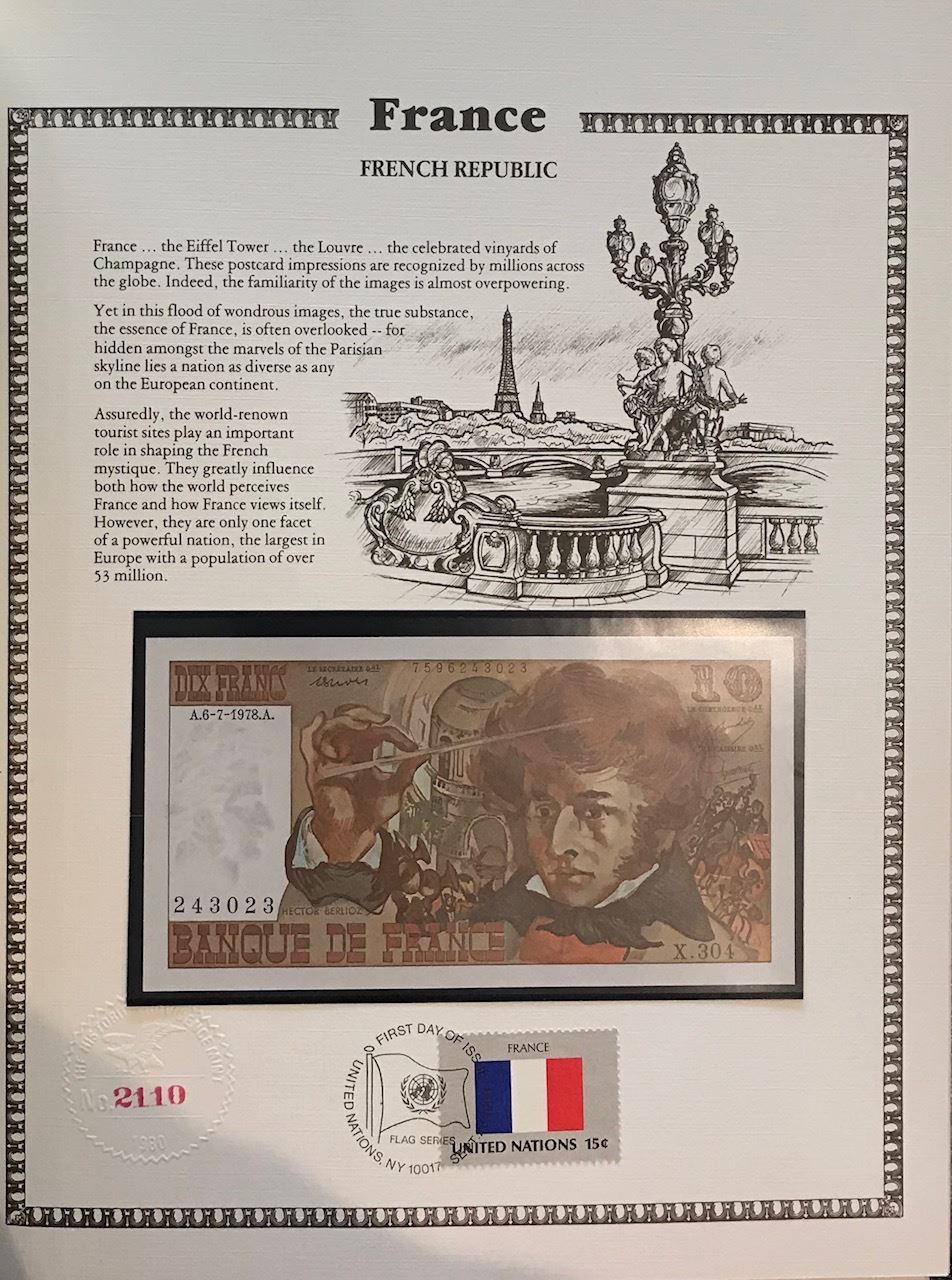 France
FRENCH REPUBLIC
France ... the Eiffel Tower ... the Louvre ... the celebrated vinyards of
Champagne. These postcard impressions are recognized by millions across
the globe. Indeed, the familiarity of the images is almost overpowering.
Yet in this flood of wondrous images, the true substance,
the essence of France, is often overlooked -- for
hidden amongst the marvels of the Parisian
skyline lies a nation as diverse as any
on the European continent.
Assuredly, the world-renown
tourist sites play an important
role in shaping the French
mystique. They greatly influence
both how the world perceives
France and how France views itself.
However, they are only one facet
of a powerful nation, the largest in
Europe with a population of over
53 million.
DIX FRANCS
LE SECRÉTAIRE GAL
7596243023
10
LE CONTROLEUR GAL
A.6-7-1978.A.
243023
HECTOR BERLIOZ
BANQUE DE FRANCE
X.304
No. 2110
1980
FIRST DAY OF ISS
UNITED NATIONS, NY 10017
FLAG SERIES
FRANCE
UNITED NATIONS 15¢